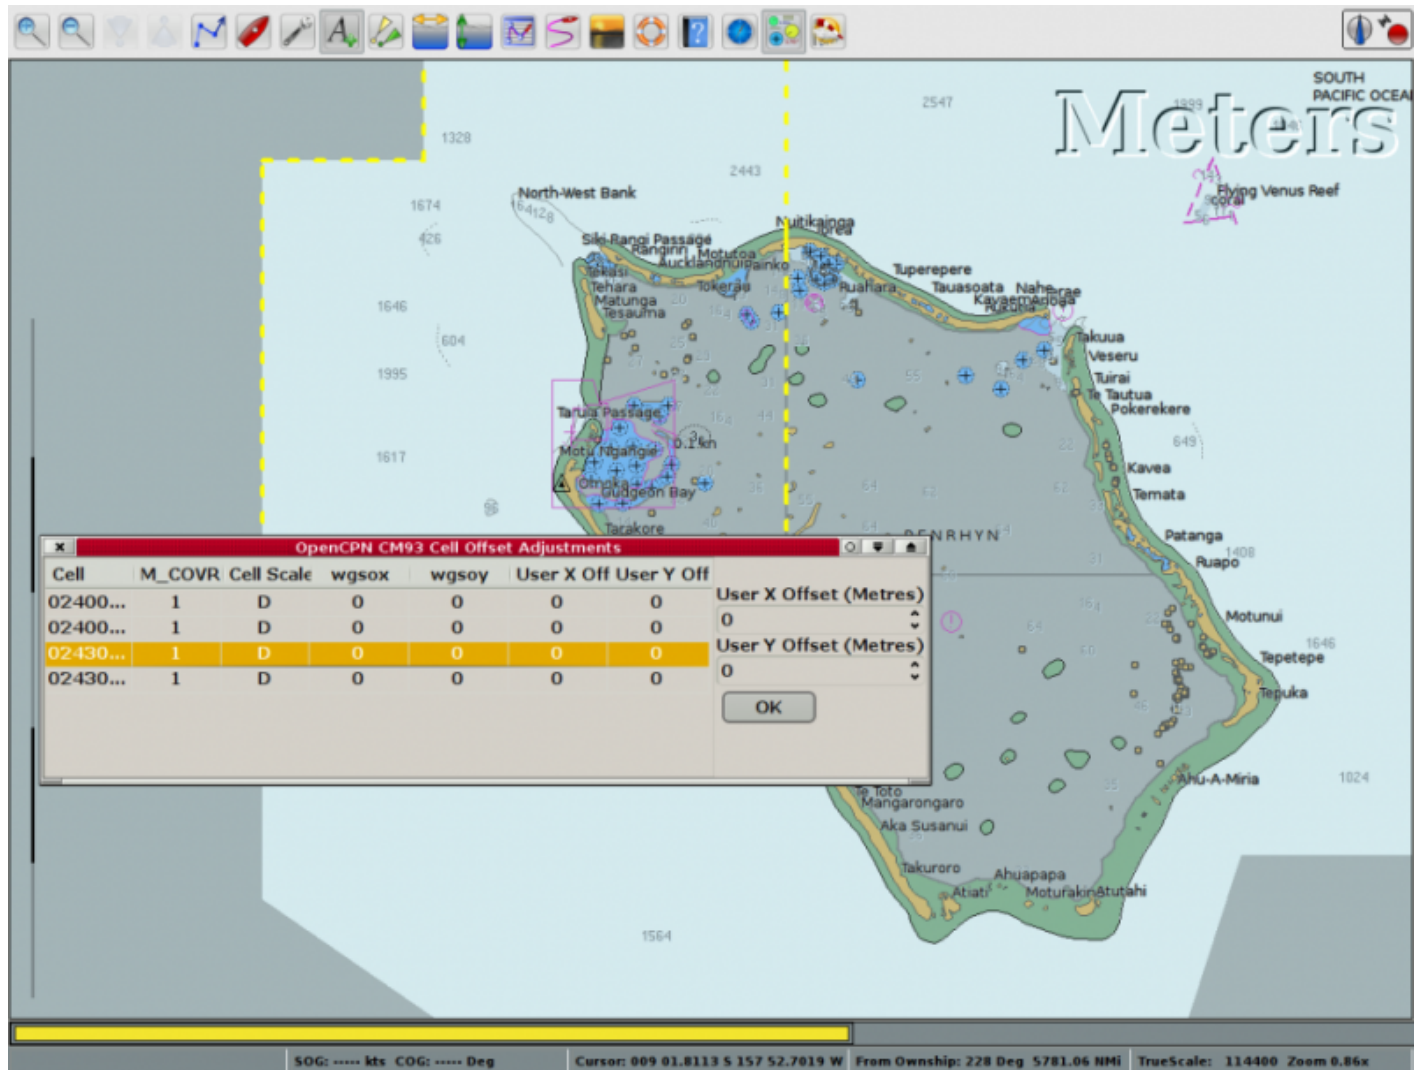 SOUTH
PACIFIC OCEAI
Meters
2547
1328
2443
North-West Bank
1674
426
Flying Venus Reef
coral
Nuitikainga
Siki Rangi Passage
Motutoa
Tekasi
Tokerau
Ruahara
Tuperepere
Tauasoata
Tehara
Matunga
Tesauma
1646
604
1995
Takuua
Veseru
Tuirai
Te Tautua
Pokerekere
649
Taruia Passage
Motu Ngangie
1617
Gudgeon Bay
Kavea
Temata
Tarakore
PENRHYN
Patanga
1408
Ruapo
Motunui
1646
Tepetepe
Tepuka
OpenCPN CM93 Cell Offset Adjustments
Cell M_COVR Cell Scale wgsox wgsoy User X Off User Y Off
02400... 1 D 0 0 0 0
02400... 1 D 0 0 0 0
02430... 1 D 0 0 0 0
02430... 1 D 0 0 0 0
User X Offset (Metres)
0
User Y Offset (Metres)
0
OK
Ahu-A-Miria
1024
Te Toto
Mangarongaro
Aka Susanui
Takuroro
Ahuapapa
Atiati
Atutahi
1564
SOG: ----- kts COG: ----- Deg
Cursor: 009 01.8113 S 157 52.7019 W
From Ownship: 228 Deg 5781.06 NMi
TrueScale: 114400 Zoom 0.86x